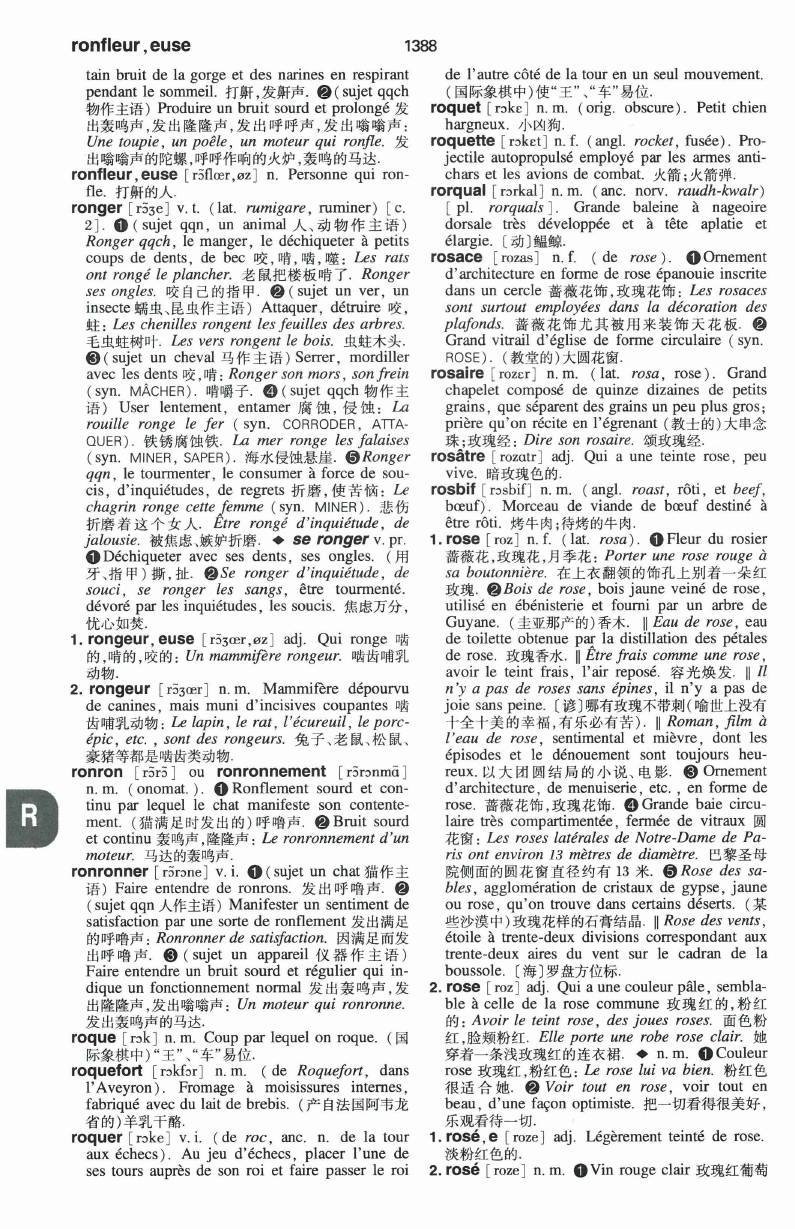 ronfleur,euse
1388
tain bruit de la gorge et des narines en respirant
pendant le sommeil. 打鼾,发鼾声. ❷(sujet qqch
物作主语) Produire un bruit sourd et prolongé 发
出轰鸣声,发出隆隆声,发出呼呼声,发出嗡嗡声:
Une toupie, un poêle, un moteur qui ronfle. 发
出嗡嗡声的陀螺,呼呼作响的火炉,轰鸣的马达.
ronfleur,euse [rɔ̃flœr,øz] n. Personne qui ron-
fle. 打鼾的人.
ronger [rɔ̃ʒe] v.t. (lat. rumigare, ruminer) [c.
2]. ❶(sujet qqn, un animal 人、动物作主语)
Ronger qqch, le manger, le déchiqueter à petits
coups de dents, de bec 咬,啃,啮,噬: Les rats
ont rongé le plancher. 老鼠把楼板啃了. Ronger
ses ongles. 咬自己的指甲. ❷(sujet un ver, un
insecte 蠕虫、昆虫作主语) Attaquer, détruire 咬,
蛀: Les chenilles rongent les feuilles des arbres.
毛虫蛀树叶. Les vers rongent le bois. 虫蛀木头.
❸(sujet un cheval 马作主语) Serrer, mordiller
avec les dents 咬,啃: Ronger son mors, son frein
(syn. MÂCHER). 啃嚼子. ❹(sujet qqch 物作主
语) User lentement, entamer 腐蚀,侵蚀: La
rouille ronge le fer (syn. CORRODER, ATTA-
QUER). 铁锈腐蚀铁. La mer ronge les falaises
(syn. MINER, SAPER). 海水侵蚀悬崖. ❺Ronger
qqn, le tourmenter, le consumer à force de sou-
cis, d'inquiétudes, de regrets 折磨,使苦恼: Le
chagrin ronge cette femme (syn. MINER). 悲伤
折磨着这个女人. Être rongé d'inquiétude, de
jalousie. 被焦虑、嫉妒折磨. ◆ se ronger v. pr.
❶Déchiqueter avec ses dents, ses ongles. (用
牙、指甲)撕,扯. ❷Se ronger d'inquiétude, de
souci, se ronger les sangs, être tourmenté.
dévoré par les inquiétudes, les soucis. 焦虑万分,
忧心如焚.
1. rongeur, euse [rɔ̃ʒœr,øz] adj. Qui ronge 啮
的,啃的,咬的: Un mammifère rongeur. 啮齿哺乳
动物.
2. rongeur [rɔ̃ʒœr] n.m. Mammifère dépourvu
de canines, mais muni d'incisives coupantes 啮
齿哺乳动物: Le lapin, le rat, l'écureuil, le porc-
épic, etc., sont des rongeurs. 兔子、老鼠、松鼠、
豪猪等都是啮齿类动物.
ronron [rɔ̃rɔ̃] ou ronronnement [rɔ̃rɔnmɑ̃]
n.m. (onomat.). ❶Ronflement sourd et con-
tinu par lequel le chat manifeste son contente-
ment. (猫满足时发出的)呼噜声. ❷Bruit sourd
et continu 轰鸣声,隆隆声: Le ronronnement d'un
moteur. 马达的轰鸣声.
ronronner [rɔ̃rɔne] v.i. ❶(sujet un chat 猫作主
语) Faire entendre de ronrons. 发出呼噜声. ❷
(sujet qqn 人作主语) Manifester un sentiment de
satisfaction par une sorte de ronflement 发出满足
的呼噜声: Ronronner de satisfaction. 因满足而发
出呼噜声. ❸ (sujet un appareil 仪器作主语)
Faire entendre un bruit sourd et régulier qui in-
dique un fonctionnement normal 发出轰鸣声,发
出隆隆声,发出嗡嗡声: Un moteur qui ronronne.
发出轰鸣声的马达.
roque [rɔk] n.m. Coup par lequel on roque. (国
际象棋中)“王”、“车”易位.
roquefort [rɔkfɔr] n.m. (de Roquefort, dans
l'Aveyron). Fromage à moisissures internes,
fabriqué avec du lait de brebis. (产自法国阿韦龙
省的)羊乳干酪.
roquer [rɔke] v.i. (de roc, anc. n. de la tour
aux échecs). Au jeu d'échecs, placer l'une de
ses tours auprès de son roi et faire passer le roi
R
de l'autre côté de la tour en un seul mouvement.
(国际象棋中)使“王”、“车”易位.
roquet [rɔkɛ] n.m. (orig. obscure). Petit chien
hargneux. 小凶狗.
roquette [rɔket] n.f. (angl. rocket, fusée). Pro-
jectile autopropulsé employé par les armes anti-
chars et les avions de combat. 火箭;火箭弹.
rorqual [rɔrkal] n.m. (anc. norv. raudh-kwalr)
[pl. rorquals]. Grande baleine à nageoire
dorsale très développée et à tête aplatie et
élargie. 〔动〕鳁鲸.
rosace [rozas] n.f. (de rose). ❶Ornement
d'architecture en forme de rose épanouie inscrite
dans un cercle 蔷薇花饰,玫瑰花饰: Les rosaces
sont surtout employées dans la décoration des
plafonds. 蔷薇花饰尤其被用来装饰天花板. ❷
Grand vitrail d'église de forme circulaire (syn.
ROSE). (教堂的)大圆花窗.
rosaire [rozɛr] n.m. (lat. rosa, rose). Grand
chapelet composé de quinze dizaines de petits
grains, que séparent des grains un peu plus gros;
prière qu'on récite en l'égrenant (教士的)大串念
珠;玫瑰经: Dire son rosaire. 颂玫瑰经.
rosâtre [rozɑtr] adj. Qui a une teinte rose, peu
vive. 暗玫瑰色的.
rosbif [rɔsbif] n.m. (angl. roast, rôti, et beef,
bœuf). Morceau de viande de bœuf destiné à
être rôti. 烤牛肉;待烤的牛肉.
1. rose [roz] n.f. (lat. rosa). ❶Fleur du rosier
蔷薇花,玫瑰花,月季花: Porter une rose rouge à
sa boutonnière. 在上衣翻领的饰孔上别着一朵红
玫瑰. ❷Bois de rose, bois jaune veiné de rose,
utilisé en ébénisterie et fourni par un arbre de
Guyane. (圭亚那产的)香木. ‖ Eau de rose, eau
de toilette obtenue par la distillation des pétales
de rose. 玫瑰香水. ‖ Être frais comme une rose,
avoir le teint frais, l'air reposé. 容光焕发. ‖ Il
n'y a pas de roses sans épines, il n'y a pas de
joie sans peine. 〔谚〕哪有玫瑰不带刺(喻世上没有
十全十美的幸福,有乐必有苦). ‖ Roman, film à
l'eau de rose, sentimental et mièvre, dont les
épisodes et le dénouement sont toujours heu-
reux. 以大团圆结局的小说、电影. ❸ Ornement
d'architecture, de menuiserie, etc., en forme de
rose. 蔷薇花饰,玫瑰花饰. ❹Grande baie circu-
laire très compartimentée, fermée de vitraux 圆
花窗: Les roses latérales de Notre-Dame de Pa-
ris ont environ 13 mètres de diamètre. 巴黎圣母
院侧面的圆花窗直径约有 13 米. ❺Rose des sa-
bles, agglomération de cristaux de gypse, jaune
ou rose, qu'on trouve dans certains déserts. (某
些沙漠中)玫瑰花样的石膏结晶. ‖ Rose des vents,
étoile à trente-deux divisions correspondant aux
trente-deux aires du vent sur le cadran de la
boussole. 〔海〕罗盘方位标.
2. rose [roz] adj. Qui a une couleur pâle, sembla-
ble à celle de la rose commune 玫瑰红的,粉红
的: Avoir le teint rose, des joues roses. 面色粉
红,脸颊粉红. Elle porte une robe rose clair. 她
穿着一条浅玫瑰红的连衣裙. ◆ n.m. ❶Couleur
rose 玫瑰红,粉红色: Le rose lui va bien. 粉红色
很适合她. ❷ Voir tout en rose, voir tout en
beau, d'une façon optimiste. 把一切看得很美好,
乐观看待一切.
1. rosé,e [roze] adj. Légèrement teinté de rose.
淡粉红色的.
2. rosé [roze] n.m. ❶Vin rouge clair 玫瑰红葡萄